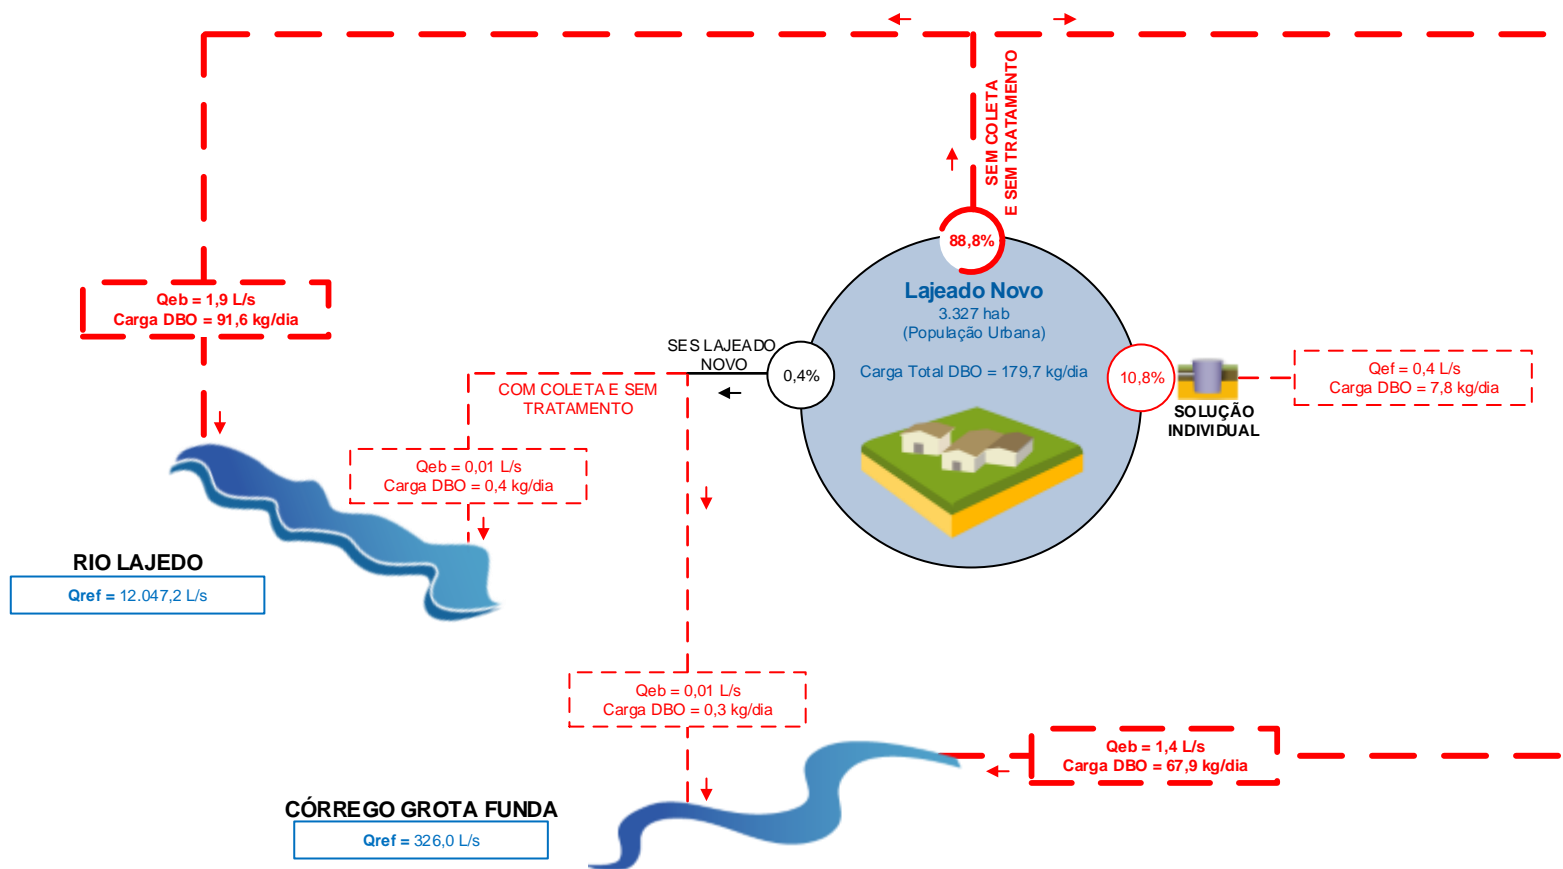 SEM COLETA
E SEM TRATAMENTO
88,8%
Lajeado Novo
3.327 hab
(População Urbana)
Carga Total DBO = 179,7 kg/dia
Qeb = 1,9 L/s
Carga DBO = 91,6 kg/dia
SES LAJEADO
NOVO
0,4%
10,8%
SOLUÇÃO
INDIVIDUAL
Qef = 0,4 L/s
Carga DBO = 7,8 kg/dia
COM COLETA E SEM
TRATAMENTO
Qeb = 0,01 L/s
Carga DBO = 0,4 kg/dia
RIO LAJEDO
Qref = 12.047,2 L/s
Qeb = 0,01 L/s
Carga DBO = 0,3 kg/dia
Qeb = 1,4 L/s
Carga DBO = 67,9 kg/dia
CÓRREGO GROTA FUNDA
Qref = 326,0 L/s